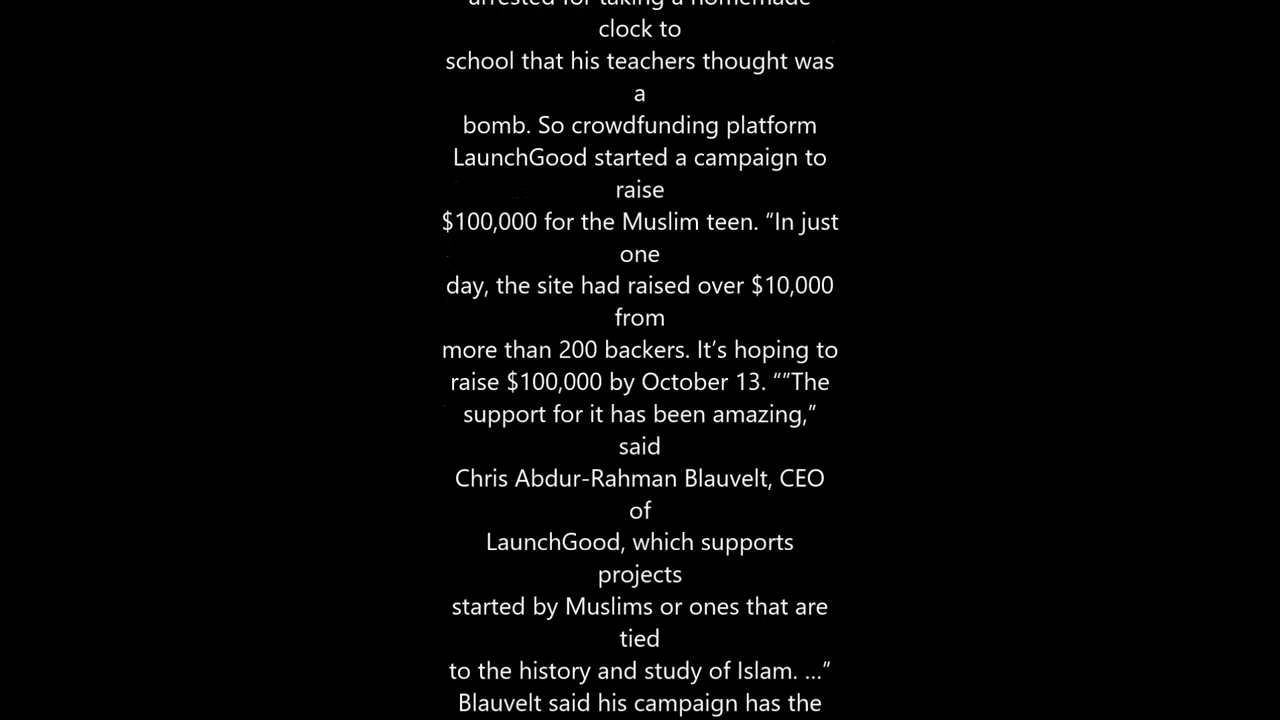 arrested for taking a homemade
clock to
school that his teachers thought was
a
bomb. So crowdfunding platform
LaunchGood started a campaign to
raise
$100,000 for the Muslim teen. “In just
one
day, the site had raised over $10,000
from
more than 200 backers. It’s hoping to
raise $100,000 by October 13. “”The
support for it has been amazing,”
said
Chris Abdur-Rahman Blauvelt, CEO
of
LaunchGood, which supports
projects
started by Muslims or ones that are
tied
to the history and study of Islam. …”
Blauvelt said his campaign has the